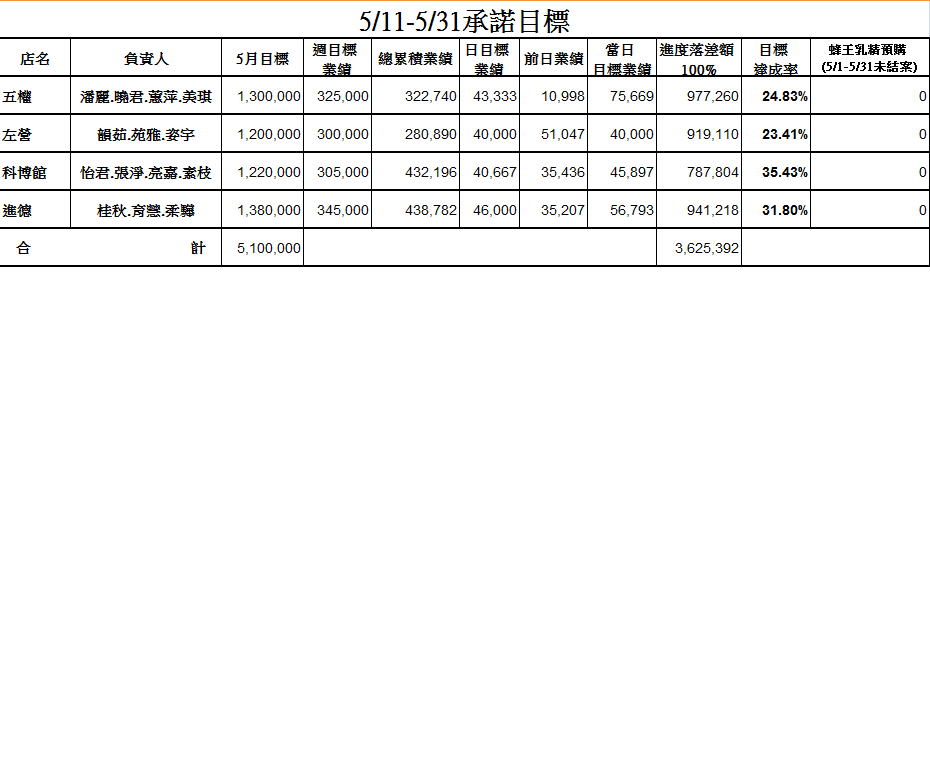 5/11-5/31承諾目標
店名 負責人 5月目標 週目標業績 總累積業績 日目標業績 前日業績 當日目標業績 進度落差額100% 目標達成率 蜂王乳精預購(5/1-5/31未結案)
五權 潘麗.曉君.蕙萍.美琪 1,300,000 325,000 322,740 43,333 10,998 75,669 977,260 24.83% 0
左營 韻茹.苑雅.姿宇 1,200,000 300,000 280,890 40,000 51,047 40,000 919,110 23.41% 0
科博館 怡君.張淨.亮嘉.素枝 1,220,000 305,000 432,196 40,667 35,436 45,897 787,804 35.43% 0
進德 桂秋.育慧.柔驊 1,380,000 345,000 438,782 46,000 35,207 56,793 941,218 31.80% 0
合 計 5,100,000 3,625,392